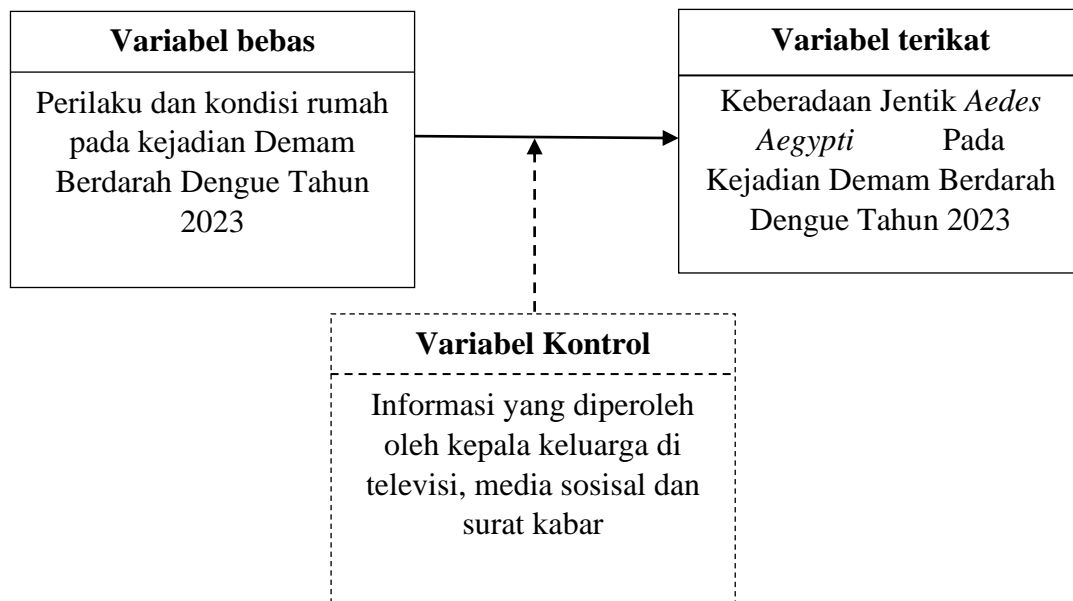 Variabel bebas
Perilaku dan kondisi rumah
pada kejadian Demam
Berdarah Dengue Tahun
2023
Variabel terikat
Keberadaan Jentik Aedes
Aegypti Pada
Kejadian Demam Berdarah
Dengue Tahun 2023
Variabel Kontrol
Informasi yang diperoleh
oleh kepala keluarga di
televisi, media sosisal dan
surat kabar